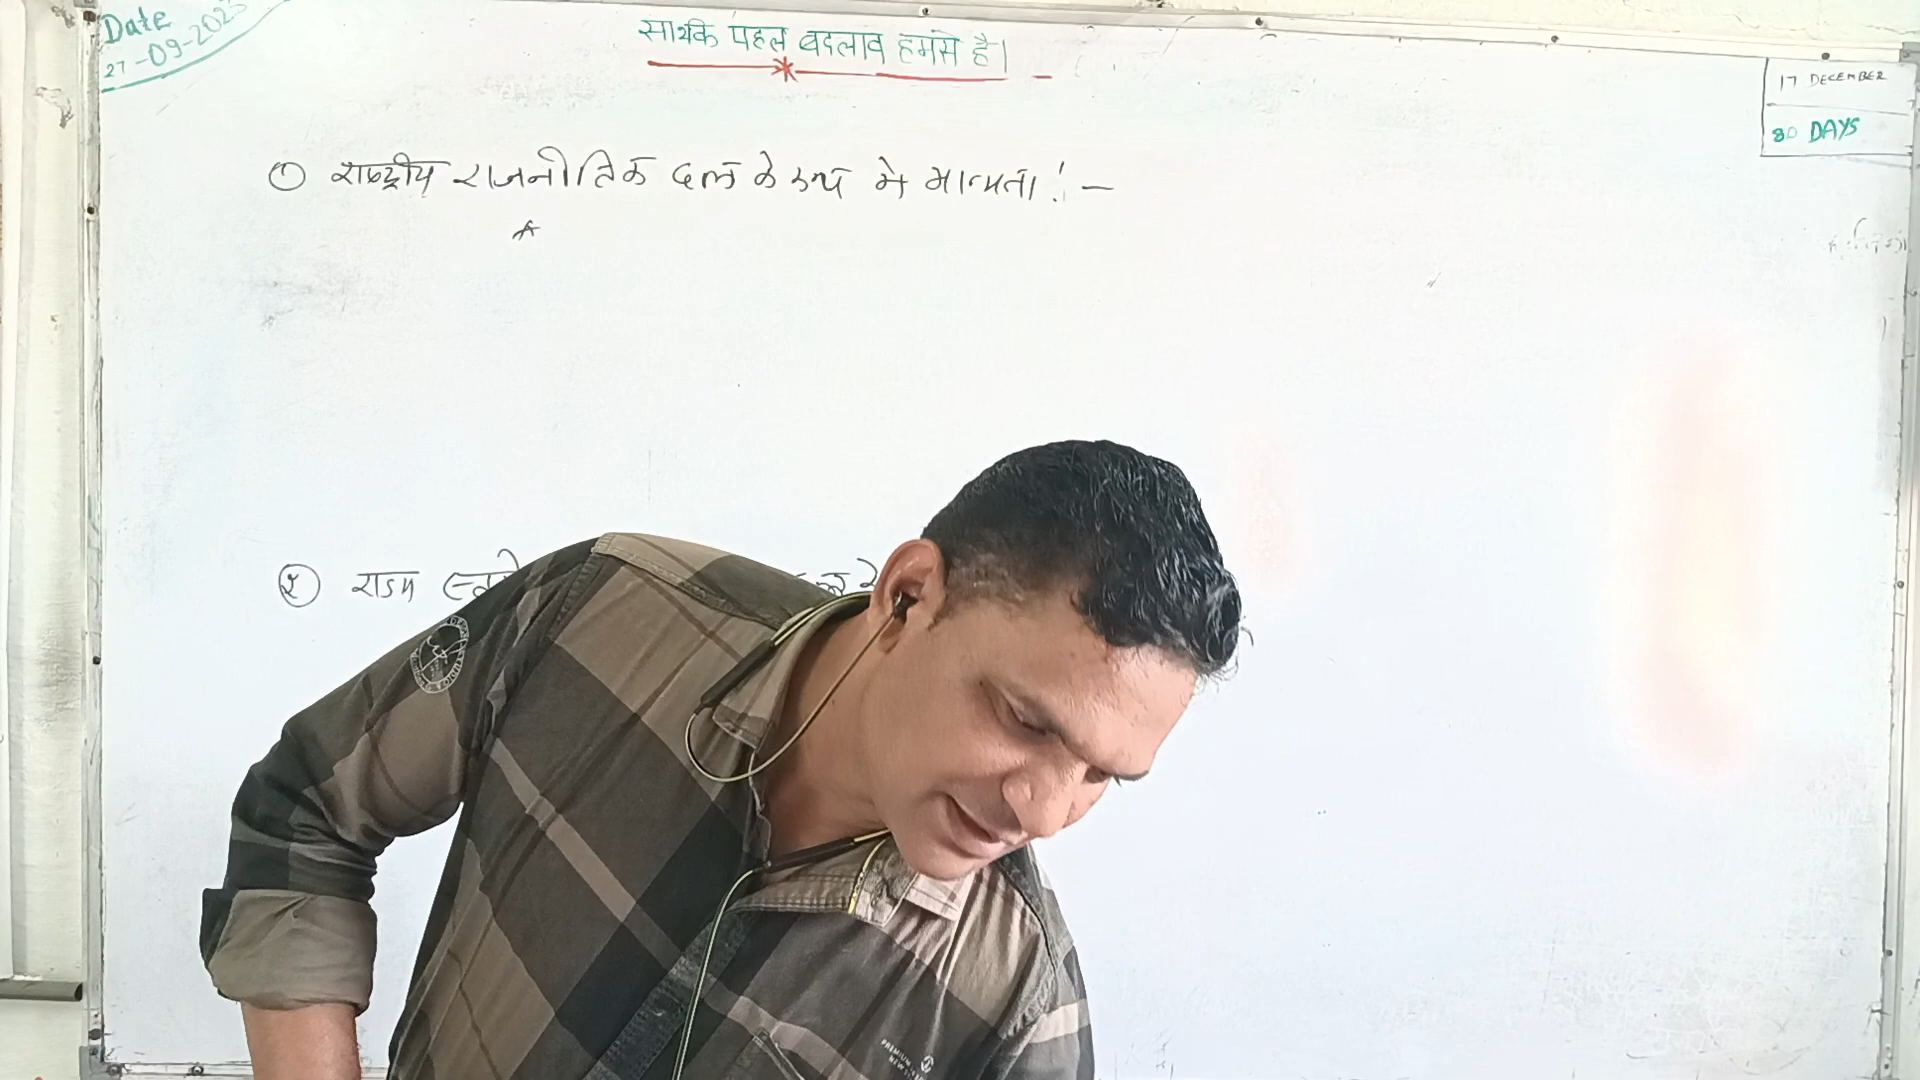 Date
27-09-2023
सार्थक पहल बदलाव हमसे है।
17 DECEMBER
80 DAYS
① राष्ट्रीय राजनीतिक दल के रूप में मान्यता :-
② राज्य